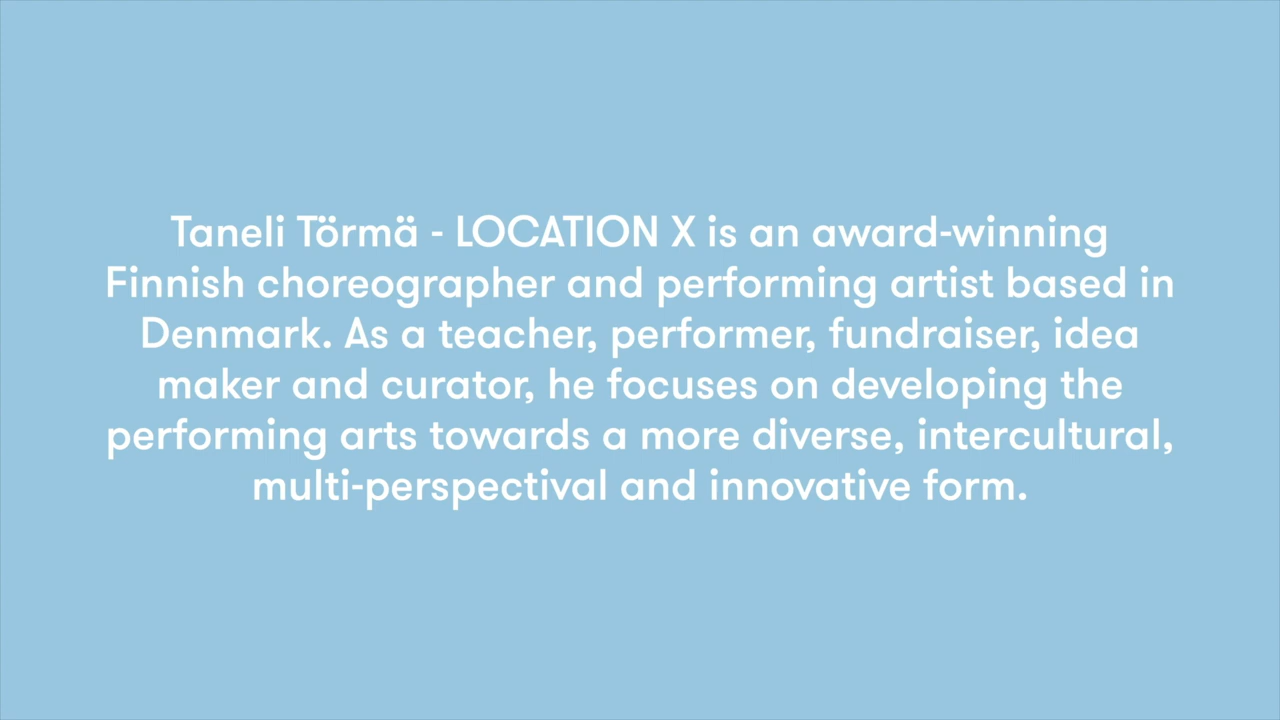 Taneli Törmä - LOCATION X is an award-winning
Finnish choreographer and performing artist based in
Denmark. As a teacher, performer, fundraiser, idea
maker and curator, he focuses on developing the
performing arts towards a more diverse, intercultural,
multi-perspectival and innovative form.